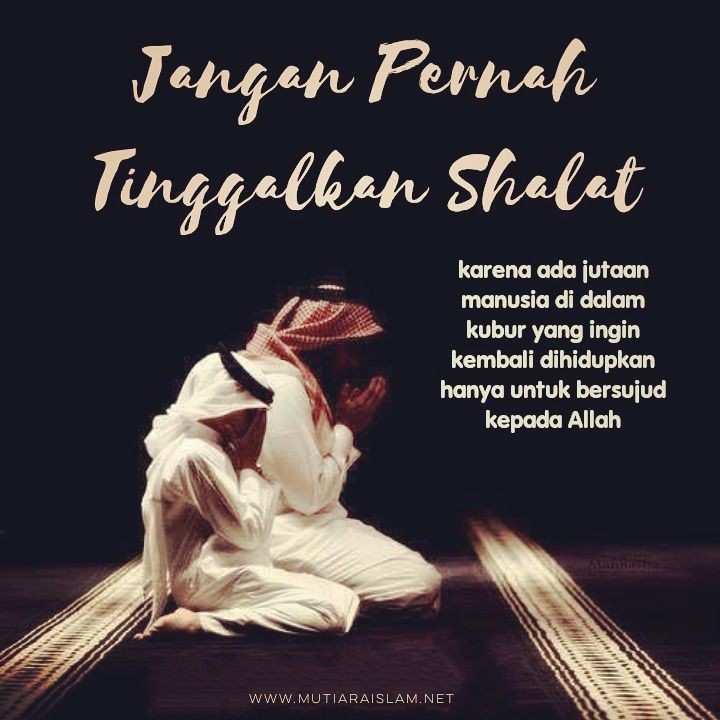 Jangan Pernah
Tinggalkan Shalat
karena ada jutaan
manusia di dalam
kubur yang ingin
kembali dihidupkan
hanya untuk bersujud
kepada Allah
WWW.MUTIARAISLAM.NET